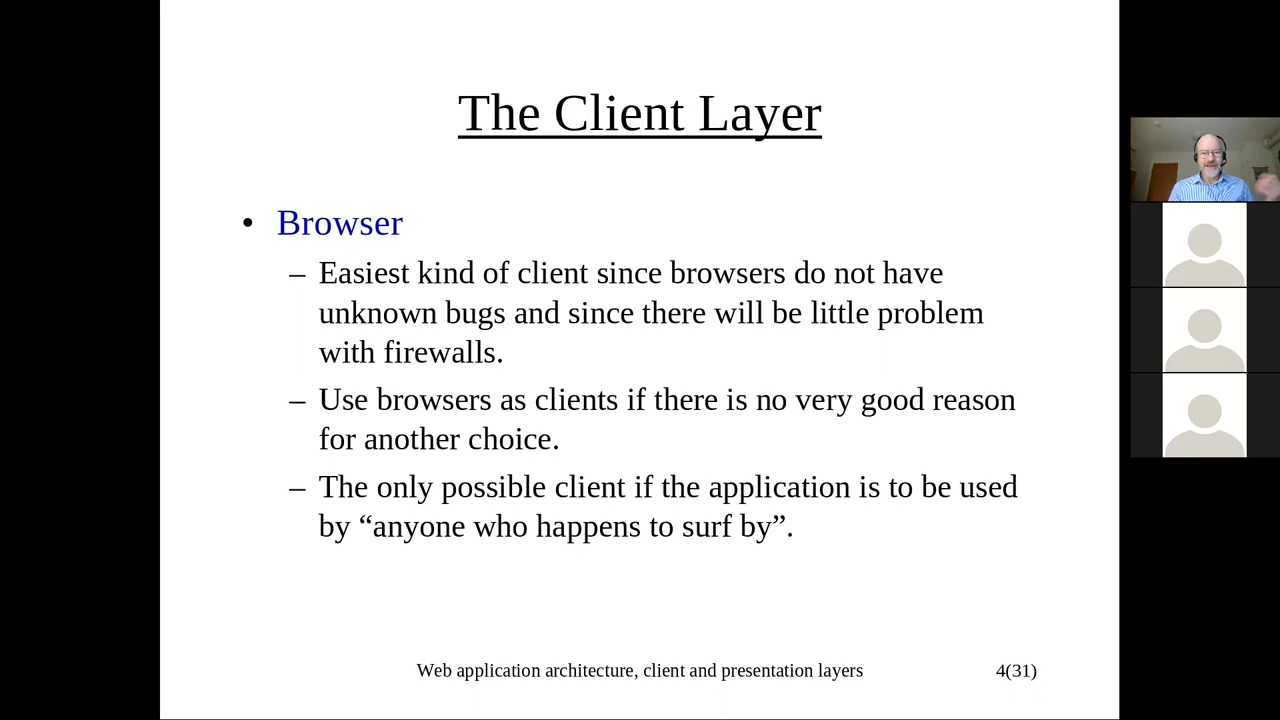 The Client Layer
• Browser
– Easiest kind of client since browsers do not have
unknown bugs and since there will be little problem
with firewalls.
– Use browsers as clients if there is no very good reason
for another choice.
– The only possible client if the application is to be used
by “anyone who happens to surf by”.
Web application architecture, client and presentation layers
4(31)